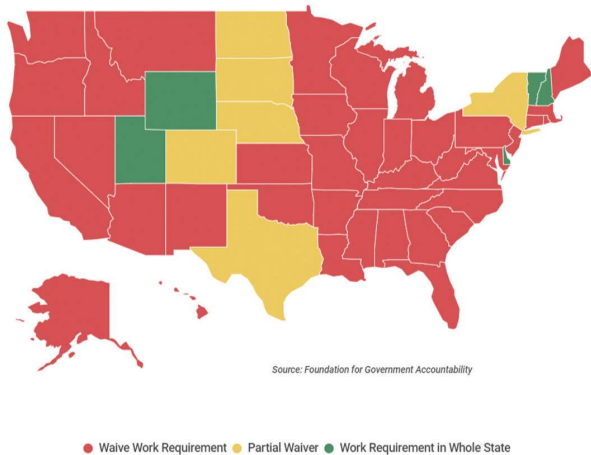 Source: Foundation for Government Accountability
Waive Work Requirement Partial Waiver Work Requirement in Whole State